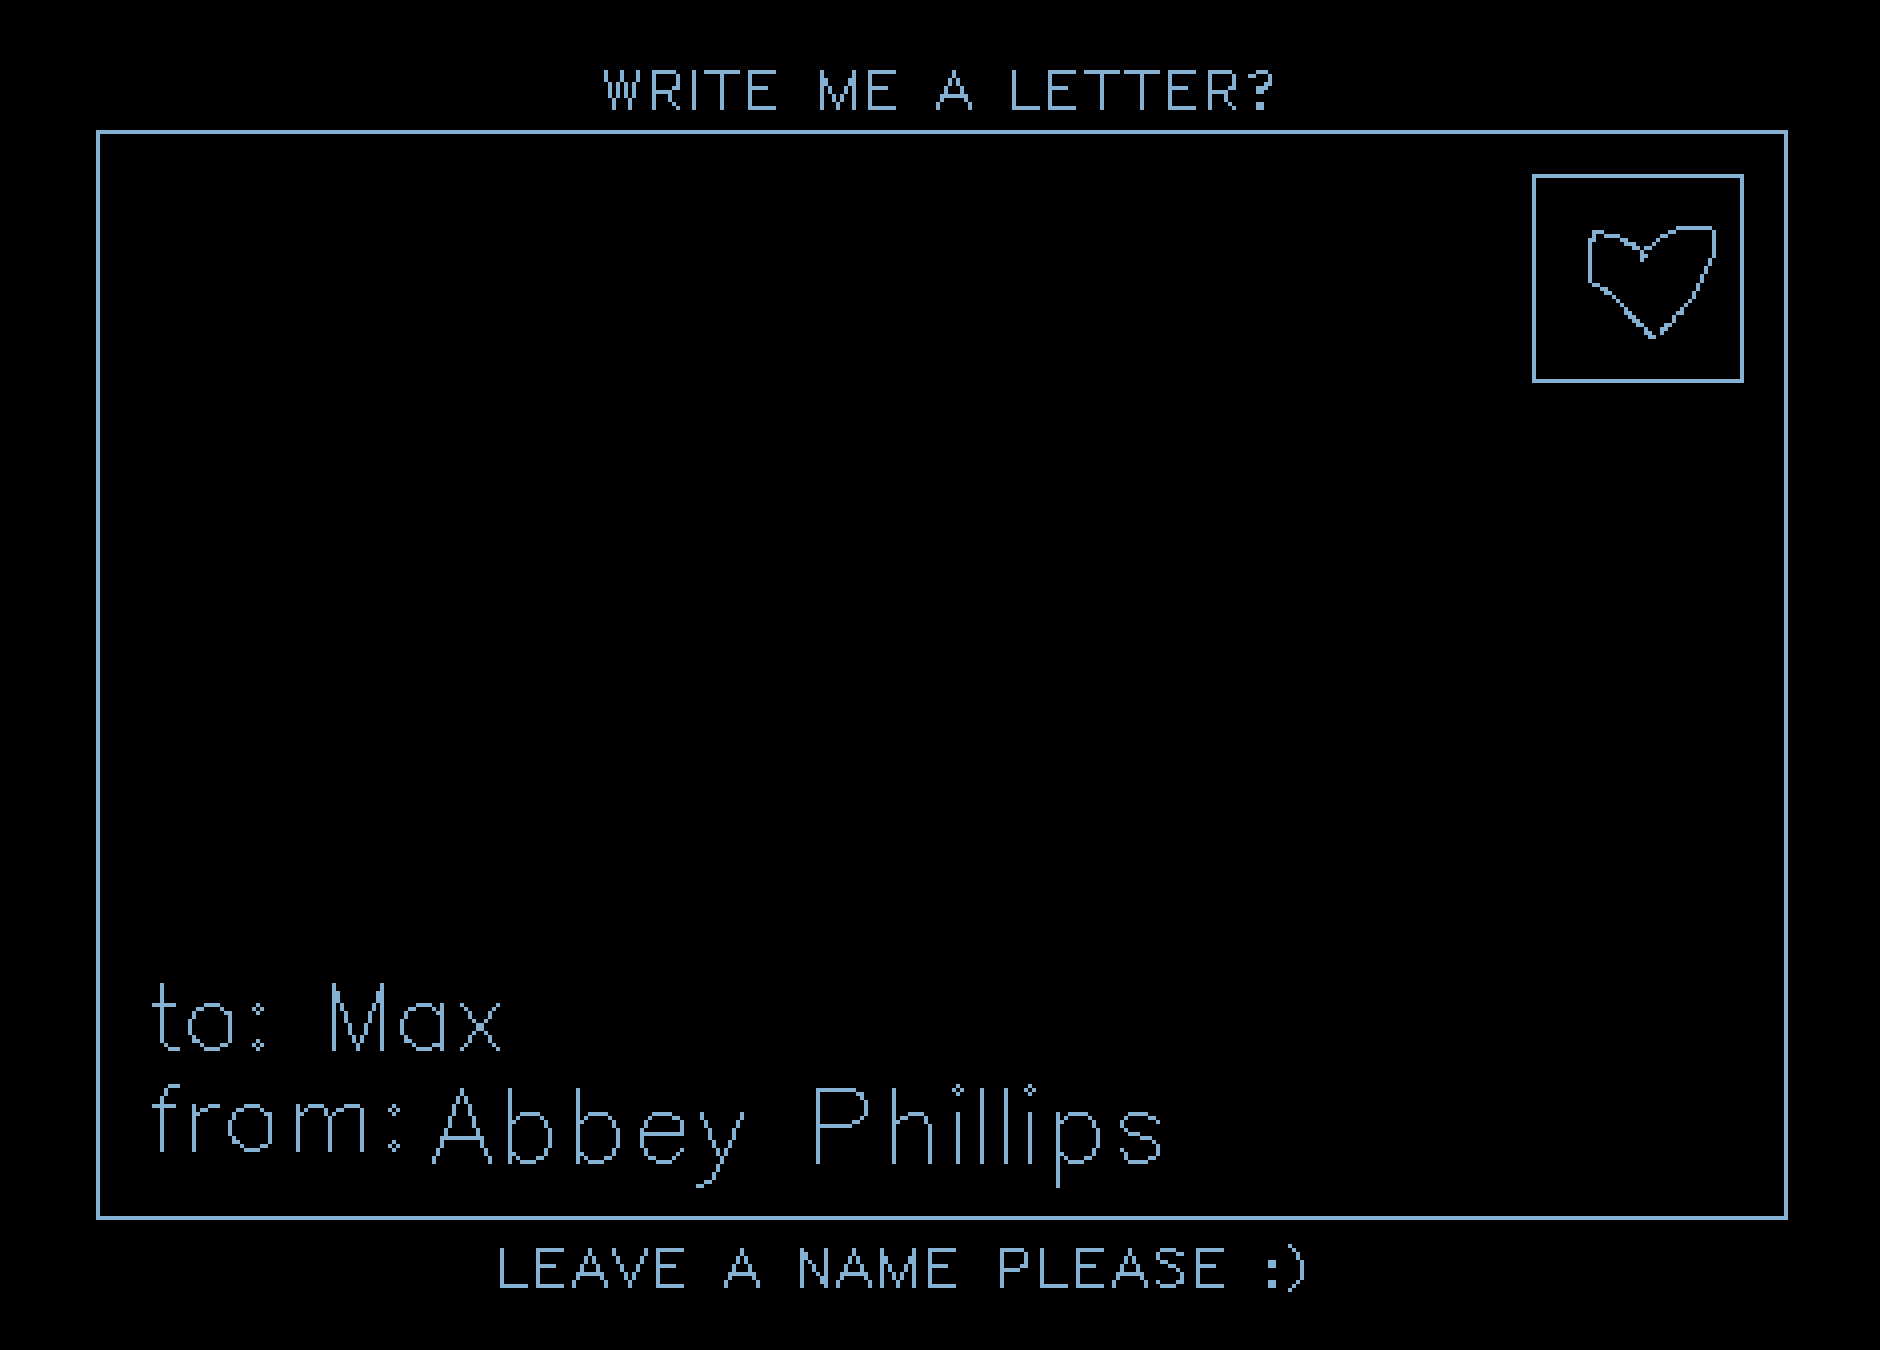 WRITE ME A LETTER?
to: Max
from: Abbey Phillips
LEAVE A NAME PLEASE :)